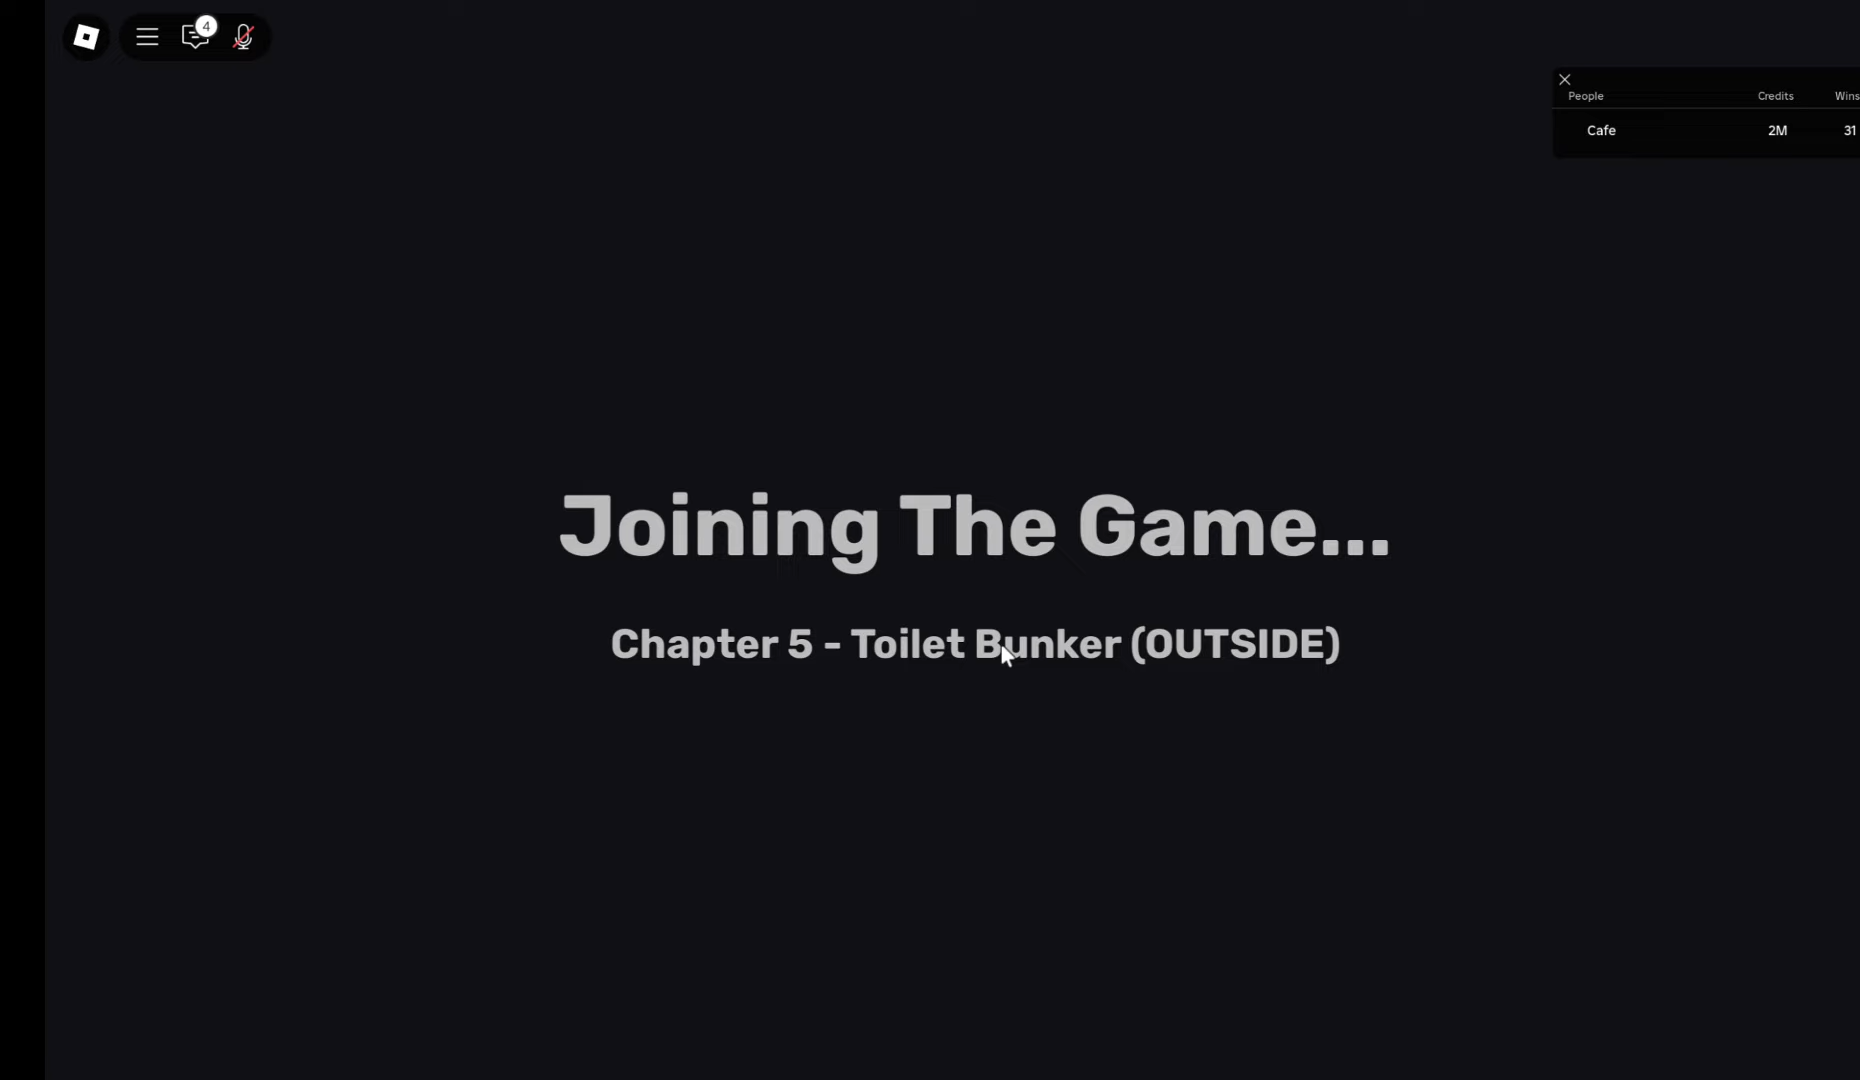 4
People Credits Wins
Cafe 2M 31
Joining The Game...
Chapter 5 - Toilet Bunker (OUTSIDE)